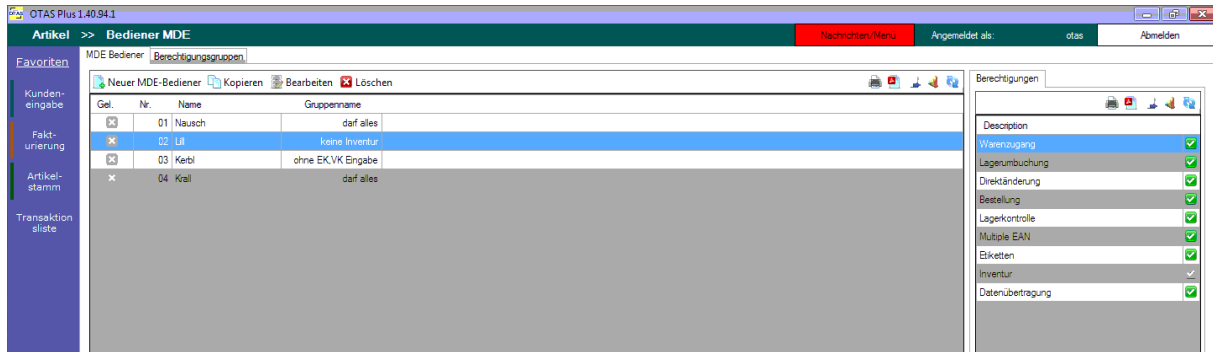 OTAS OTAS Plus 1.40.94.1
Artikel >> Bediener MDE Nachrichten/Menu Angemeldet als: otas Abmelden
Favoriten
Kunden-
eingabe
Fakt-
urierung
Artikel-
stamm
Transaktion
sliste
MDE Bediener Berechtigungsgruppen
Neuer MDE-Bediener Kopieren Bearbeiten Löschen
Gel. Nr. Name Gruppenname
01 Nausch darf alles
02 Lill keine Inventur
03 Kerbl ohne EK,VK Eingabe
04 Krall darf alles
Berechtigungen
Description
Warenzugang
Lagerumbuchung
Direktänderung
Bestellung
Lagerkontrolle
Multiple EAN
Etiketten
Inventur
Datenübertragung